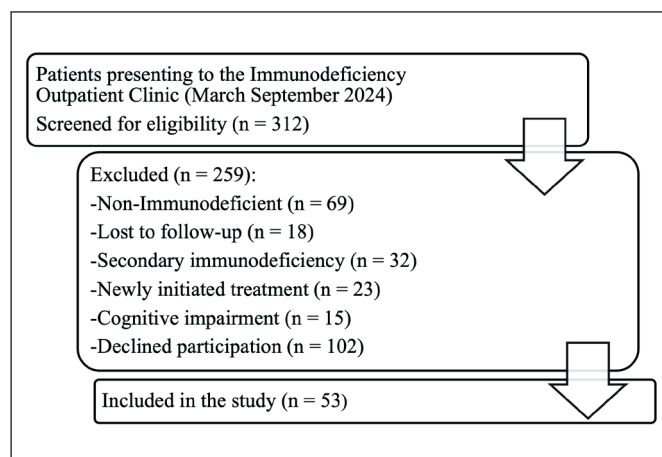 Patients presenting to the Immunodeficiency
Outpatient Clinic (March September 2024)
Screened for eligibility (n = 312)
Excluded (n = 259):
-Non-Immunodeficient (n = 69)
-Lost to follow-up (n = 18)
-Secondary immunodeficiency (n = 32)
-Newly initiated treatment (n = 23)
-Cognitive impairment (n = 15)
-Declined participation (n = 102)
Included in the study (n = 53)